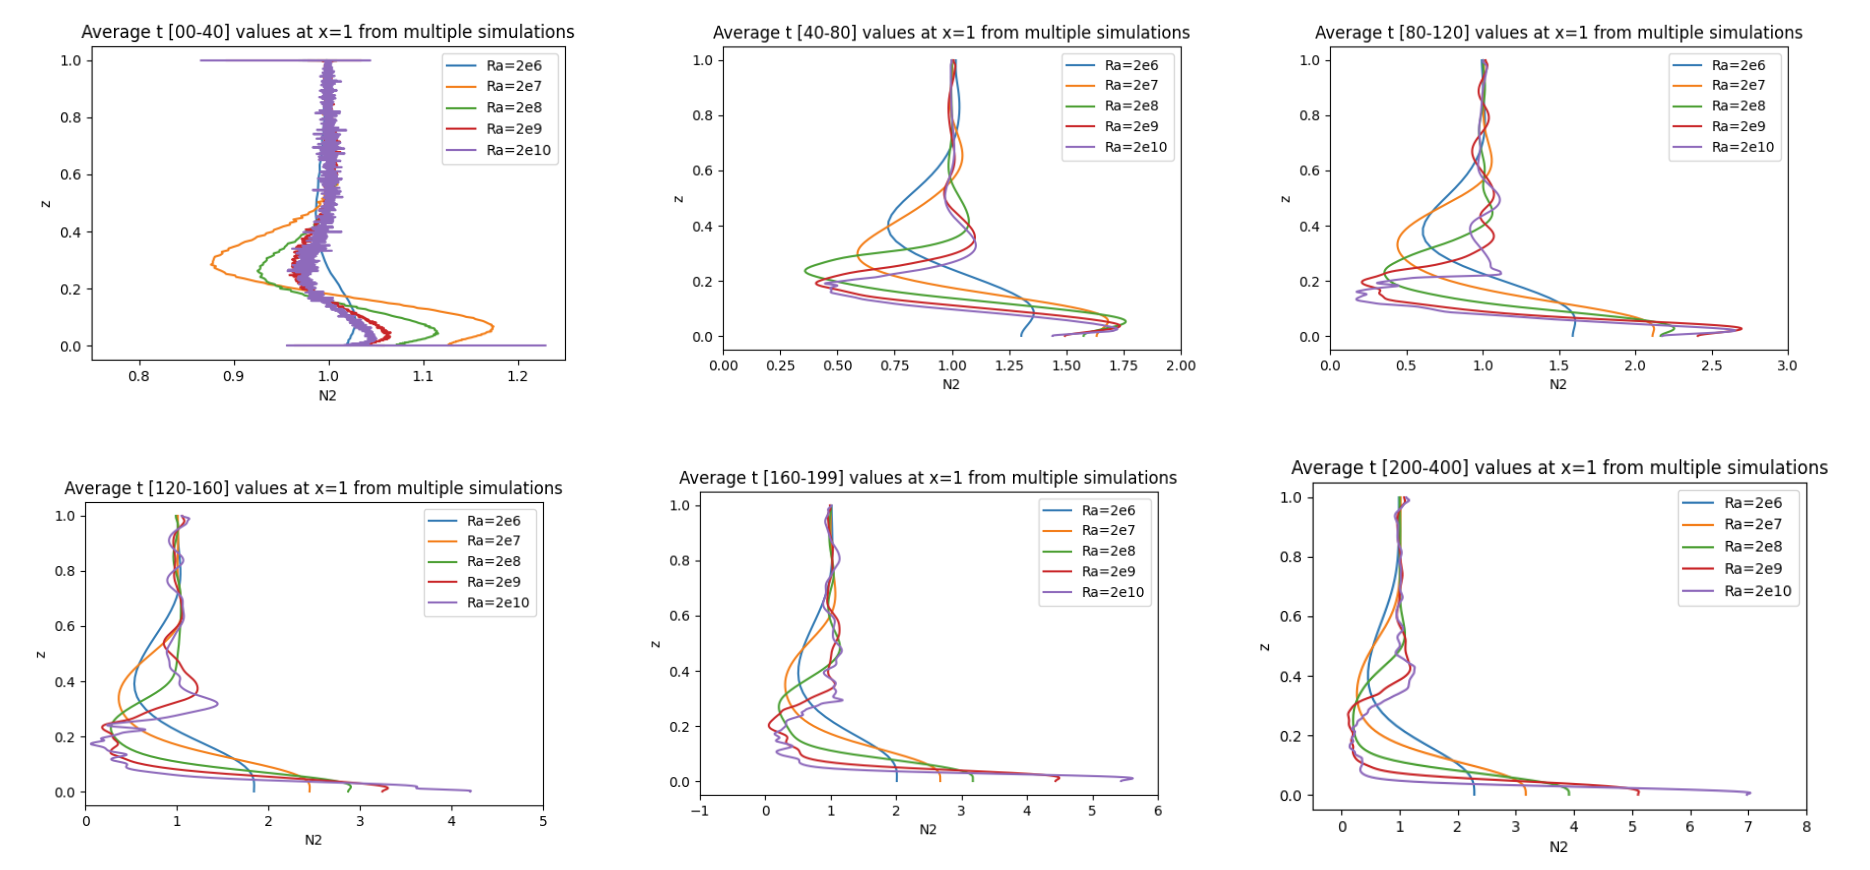 Average t [00-40] values at x=1 from multiple simulations
1.0
0.8
0.6
0.4
0.2
0.0
z
Ra=2e6
Ra=2e7
Ra=2e8
Ra=2e9
Ra=2e10
0.8 0.9 1.0 1.1 1.2
N2
Average t [40-80] values at x=1 from multiple simulations
1.0
0.8
0.6
0.4
0.2
0.0
z
Ra=2e6
Ra=2e7
Ra=2e8
Ra=2e9
Ra=2e10
0.00 0.25 0.50 0.75 1.00 1.25 1.50 1.75 2.00
N2
Average t [80-120] values at x=1 from multiple simulations
1.0
0.8
0.6
0.4
0.2
0.0
z
Ra=2e6
Ra=2e7
Ra=2e8
Ra=2e9
Ra=2e10
0.0 0.5 1.0 1.5 2.0 2.5 3.0
N2
Average t [120-160] values at x=1 from multiple simulations
1.0
0.8
0.6
0.4
0.2
0.0
z
Ra=2e6
Ra=2e7
Ra=2e8
Ra=2e9
Ra=2e10
0 1 2 3 4 5
N2
Average t [160-199] values at x=1 from multiple simulations
1.0
0.8
0.6
0.4
0.2
0.0
z
Ra=2e6
Ra=2e7
Ra=2e8
Ra=2e9
Ra=2e10
−1 0 1 2 3 4 5 6
N2
Average t [200-400] values at x=1 from multiple simulations
1.0
0.8
0.6
0.4
0.2
0.0
z
Ra=2e6
Ra=2e7
Ra=2e8
Ra=2e9
Ra=2e10
0 1 2 3 4 5 6 7 8
N2